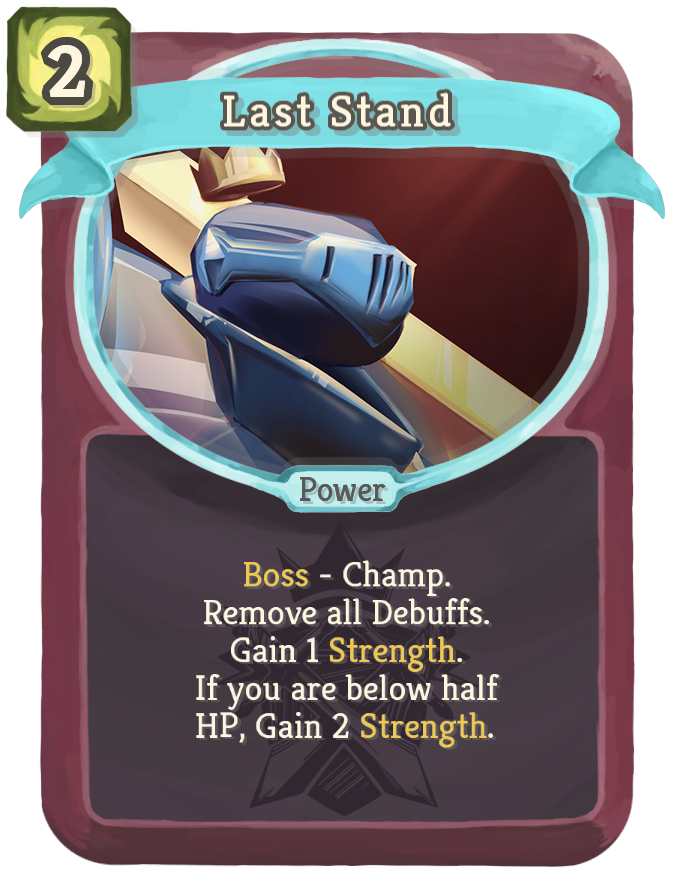 2
Last Stand
Power
Boss - Champ.
Remove all Debuffs.
Gain 1 Strength.
If you are below half
HP, Gain 2 Strength.